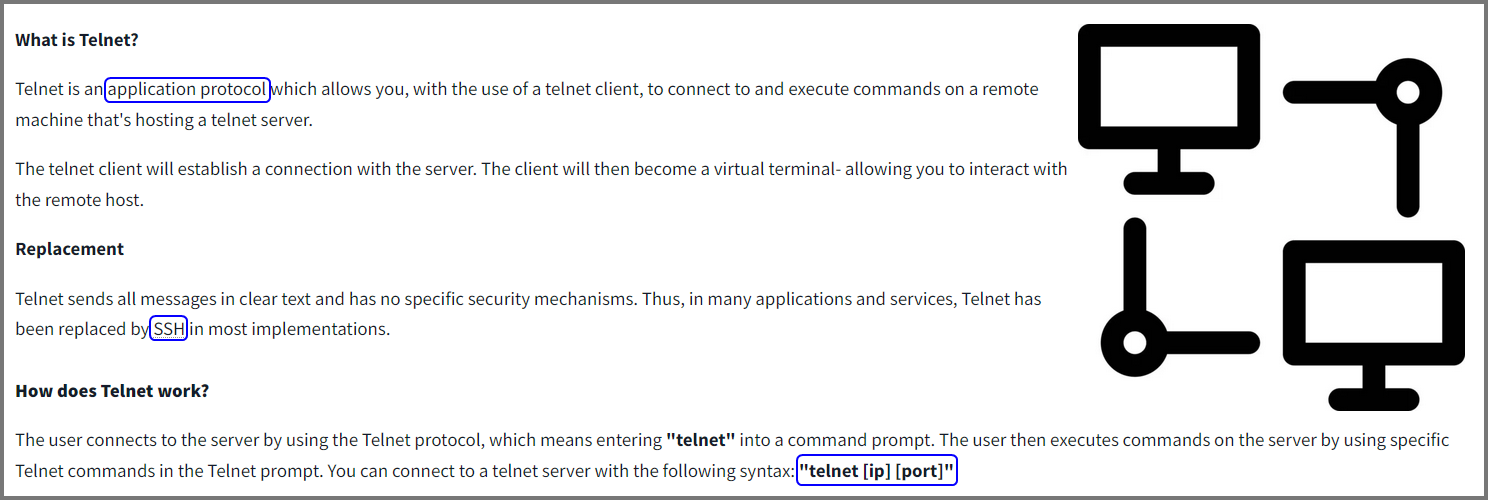 What is Telnet?
Telnet is an application protocol which allows you, with the use of a telnet client, to connect to and execute commands on a remote
machine that's hosting a telnet server.
The telnet client will establish a connection with the server. The client will then become a virtual terminal- allowing you to interact with
the remote host.
Replacement
Telnet sends all messages in clear text and has no specific security mechanisms. Thus, in many applications and services, Telnet has
been replaced by SSH in most implementations.
How does Telnet work?
The user connects to the server by using the Telnet protocol, which means entering "telnet" into a command prompt. The user then executes commands on the server by using specific
Telnet commands in the Telnet prompt. You can connect to a telnet server with the following syntax: "telnet [ip] [port]"